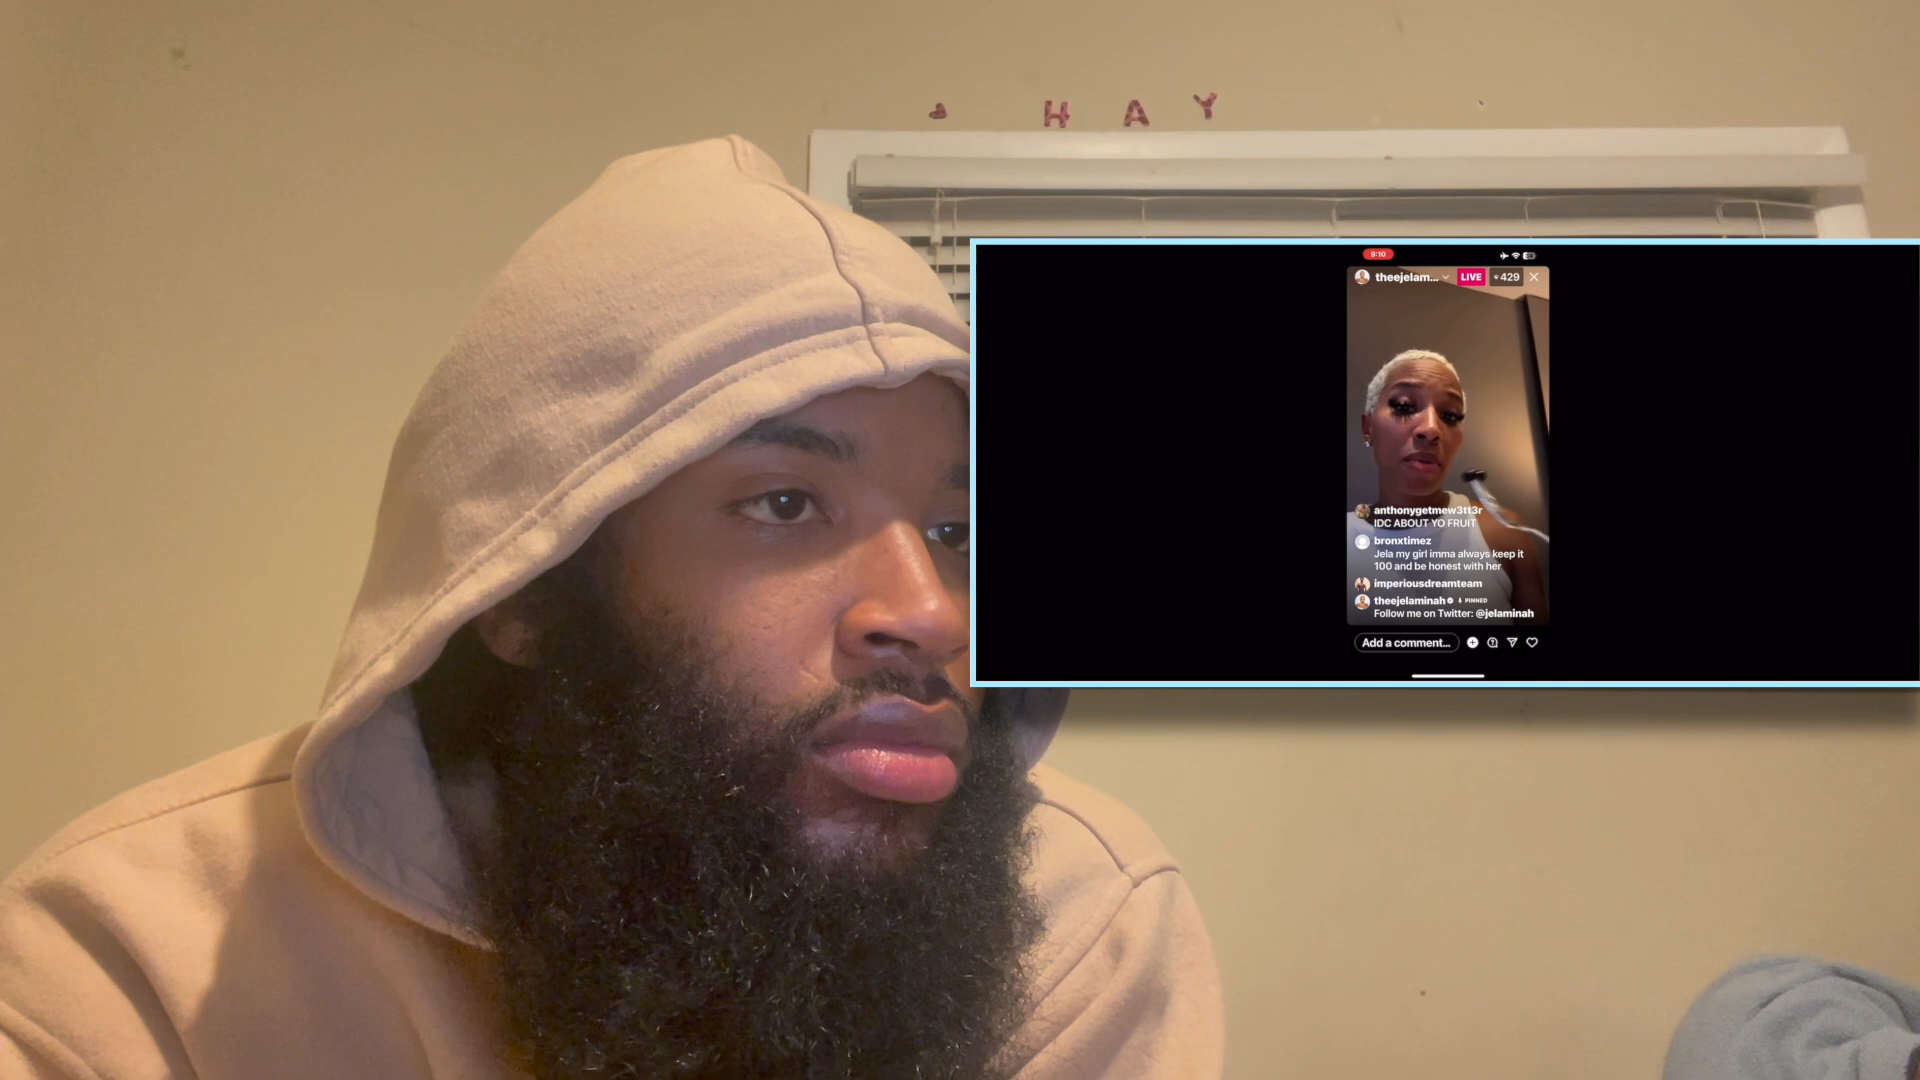 H A Y
9:10
theejelam...
LIVE
429
anthonygetmew3tt3r
IDC ABOUT YO FRUIT
bronxtimez
Jela my girl imma always keep it
100 and be honest with her
imperiousdreamteam
theejelaminah PINNED
Follow me on Twitter: @jelaminah
Add a comment...